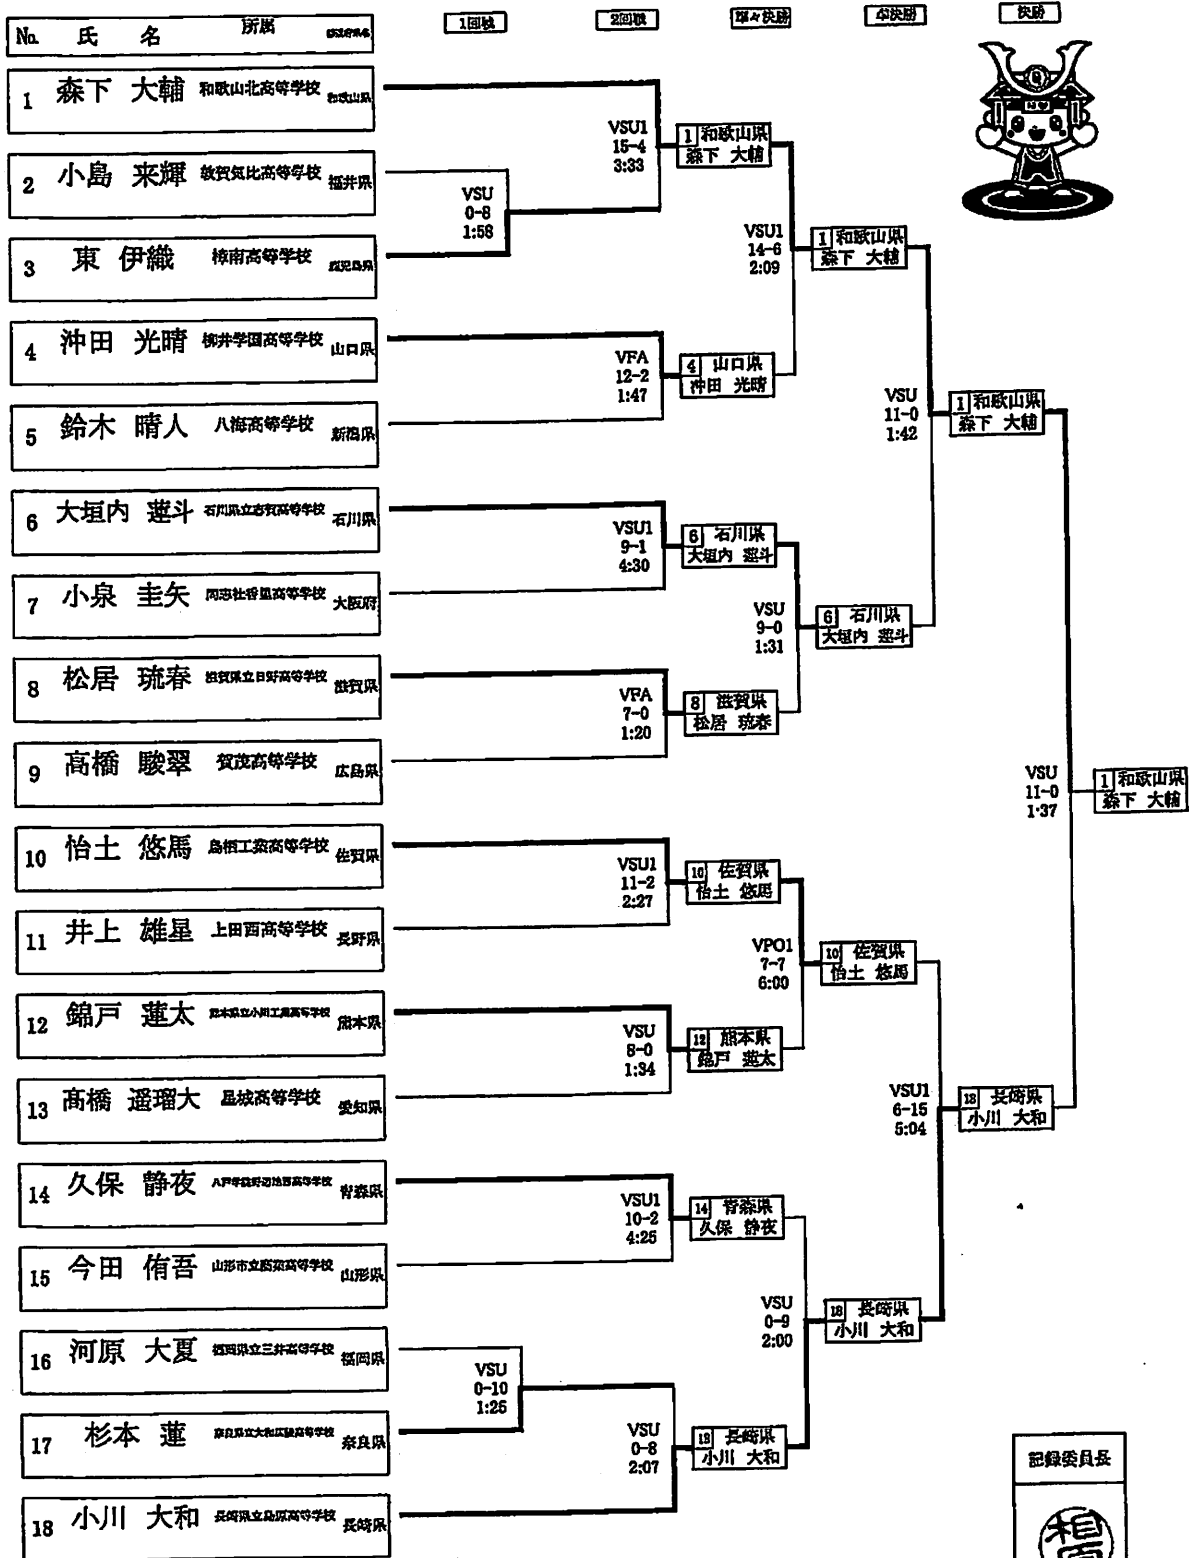 No. 氏 名 所属
1回戦 2回戦 準々決勝 準決勝 決勝
1 森下 大輔 和歌山北高等学校 和歌山県
2 小島 来輝 敦賀気比高等学校 福井県
3 東 伊織 樟南高等学校 鹿児島県
4 沖田 光晴 柳井学園高等学校 山口県
5 鈴木 晴人 八海高等学校 新潟県
6 大垣内 蓮斗 石川県立志賀高等学校 石川県
7 小泉 圭矢 同志社香里高等学校 大阪府
8 松居 琉春 滋賀県立日野高等学校 滋賀県
9 高橋 駿翠 賀茂高等学校 広島県
10 怡土 悠馬 鳥栖工業高等学校 佐賀県
11 井上 雄星 上田西高等学校 長野県
12 錦戸 蓮太 熊本県立小川工業高等学校 熊本県
13 髙橋 遥瑠大 星城高等学校 愛知県
14 久保 静夜 青森県
15 今田 侑吾 山形市立商業高等学校 山形県
16 河原 大夏 福岡県立三井高等学校 福岡県
17 杉本 蓮 奈良県立大和広陵高等学校 奈良県
18 小川 大和 長崎県立島原高等学校 長崎県
VSU
0-8
1:58
VSU
0-10
1:25
VSU1
15-4
3:33
VFA
12-2
1:47
VSU1
9-1
4:30
VFA
7-0
1:20
VSU1
11-2
2:27
VSU
8-0
1:34
VSU1
10-2
4:25
VSU
0-8
2:07
1 和歌山県
森下 大輔
4 山口県
沖田 光晴
6 石川県
大垣内 蓮斗
8 滋賀県
松居 琉春
10 佐賀県
怡土 悠馬
12 熊本県
錦戸 蓮太
14 青森県
久保 静夜
18 長崎県
小川 大和
VSU1
14-6
2:09
VSU
9-0
1:31
VPO1
7-7
6:00
VSU
0-9
2:00
1 和歌山県
森下 大輔
6 石川県
大垣内 蓮斗
10 佐賀県
怡土 悠馬
18 長崎県
小川 大和
VSU
11-0
1:42
VSU1
6-15
5:04
1 和歌山県
森下 大輔
18 長崎県
小川 大和
VSU
11-0
1:37
1 和歌山県
森下 大輔
記録委員長
相原